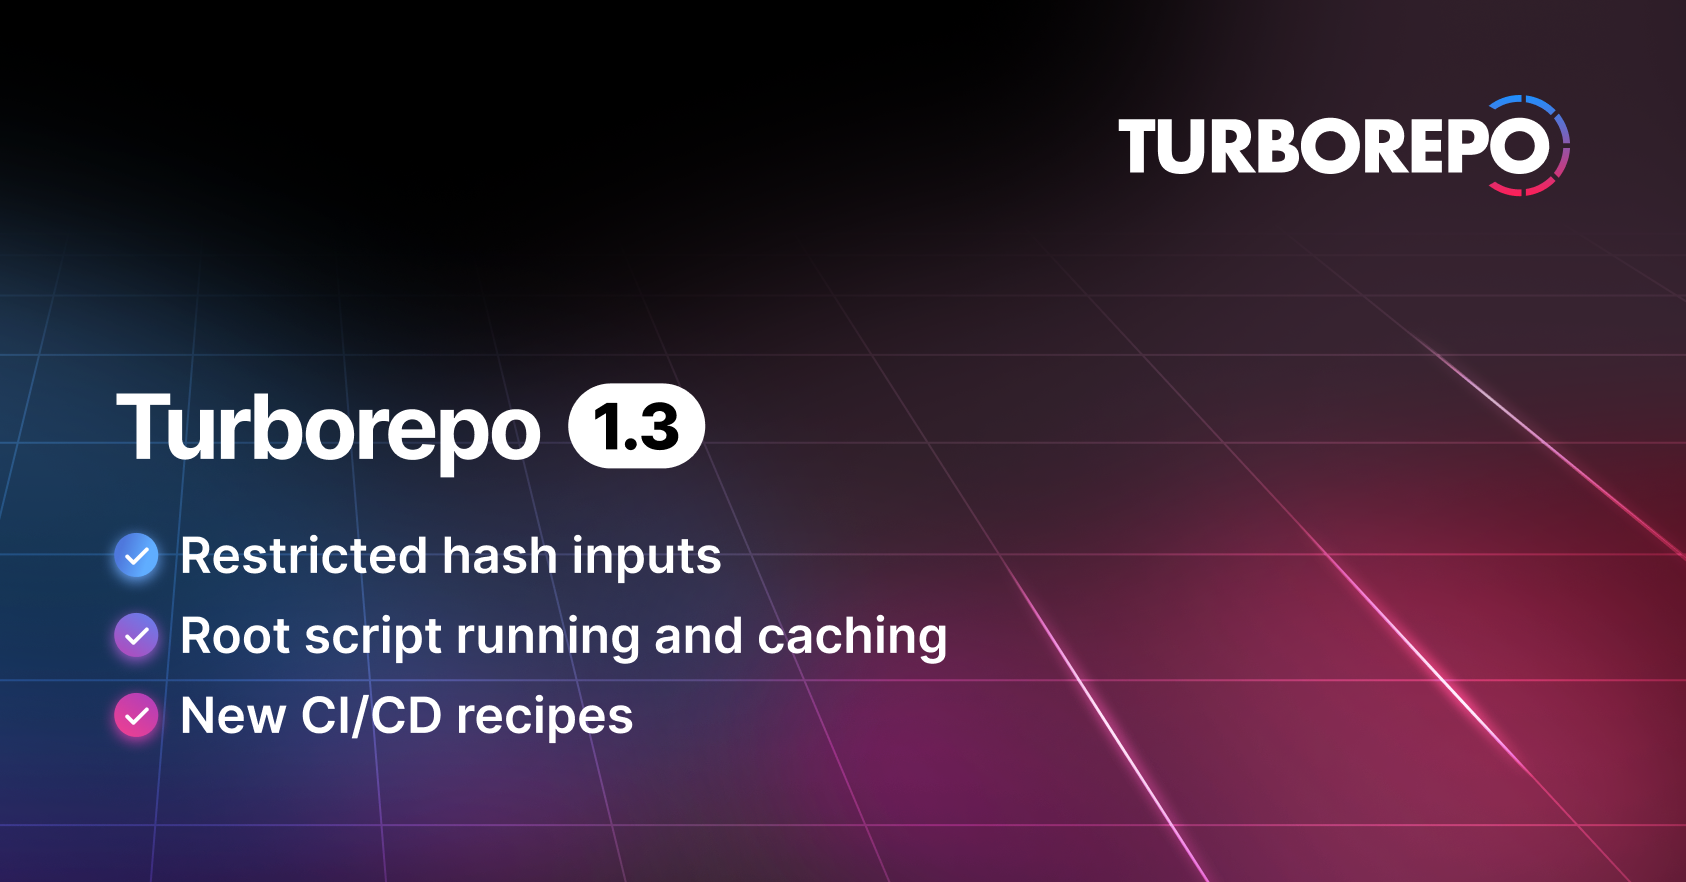 TURBOREPO
Turborepo 1.3
Restricted hash inputs
Root script running and caching
New CI/CD recipes